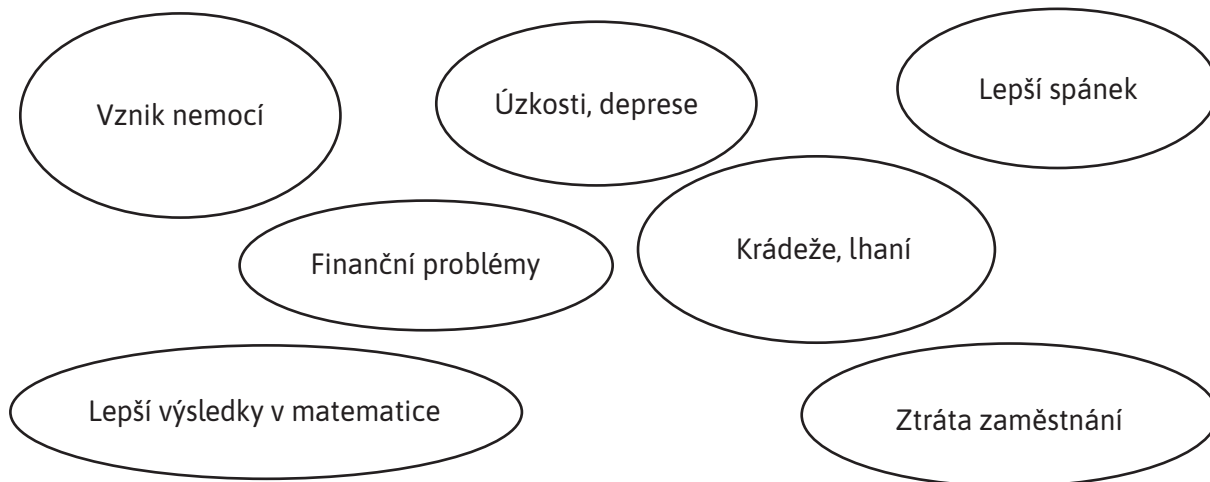 Vznik nemocí
Úzkosti, deprese
Lepší spánek
Finanční problémy
Krádeže, lhaní
Lepší výsledky v matematice
Ztráta zaměstnání